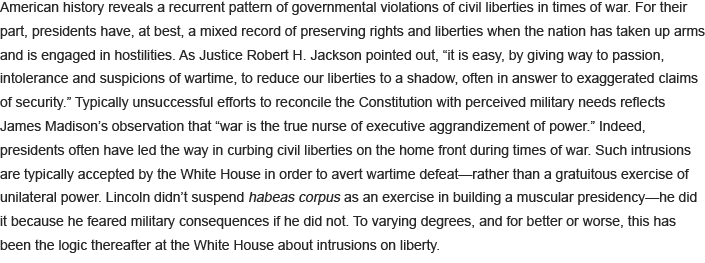 American history reveals a recurrent pattern of governmental violations of civil liberties in times of war. For their
part, presidents have, at best, a mixed record of preserving rights and liberties when the nation has taken up arms
and is engaged in hostilities. As Justice Robert H. Jackson pointed out, “it is easy, by giving way to passion,
intolerance and suspicions of wartime, to reduce our liberties to a shadow, often in answer to exaggerated claims
of security.” Typically unsuccessful efforts to reconcile the Constitution with perceived military needs reflects
James Madison’s observation that “war is the true nurse of executive aggrandizement of power.” Indeed,
presidents often have led the way in curbing civil liberties on the home front during times of war. Such intrusions
are typically accepted by the White House in order to avert wartime defeat—rather than a gratuitous exercise of
unilateral power. Lincoln didn’t suspend habeas corpus as an exercise in building a muscular presidency—he did
it because he feared military consequences if he did not. To varying degrees, and for better or worse, this has
been the logic thereafter at the White House about intrusions on liberty.